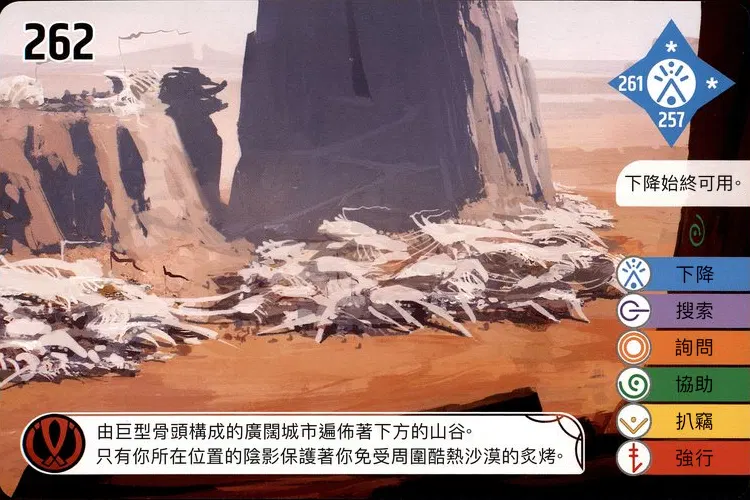 262
*
261 *
257
下降始終可用。
下降
搜索
詢問
協助
扒竊
強行
由巨型骨頭構成的廣闊城市遍佈著下方的山谷。
只有你所在位置的陰影保護著你免受周圍酷熱沙漠的炙烤。